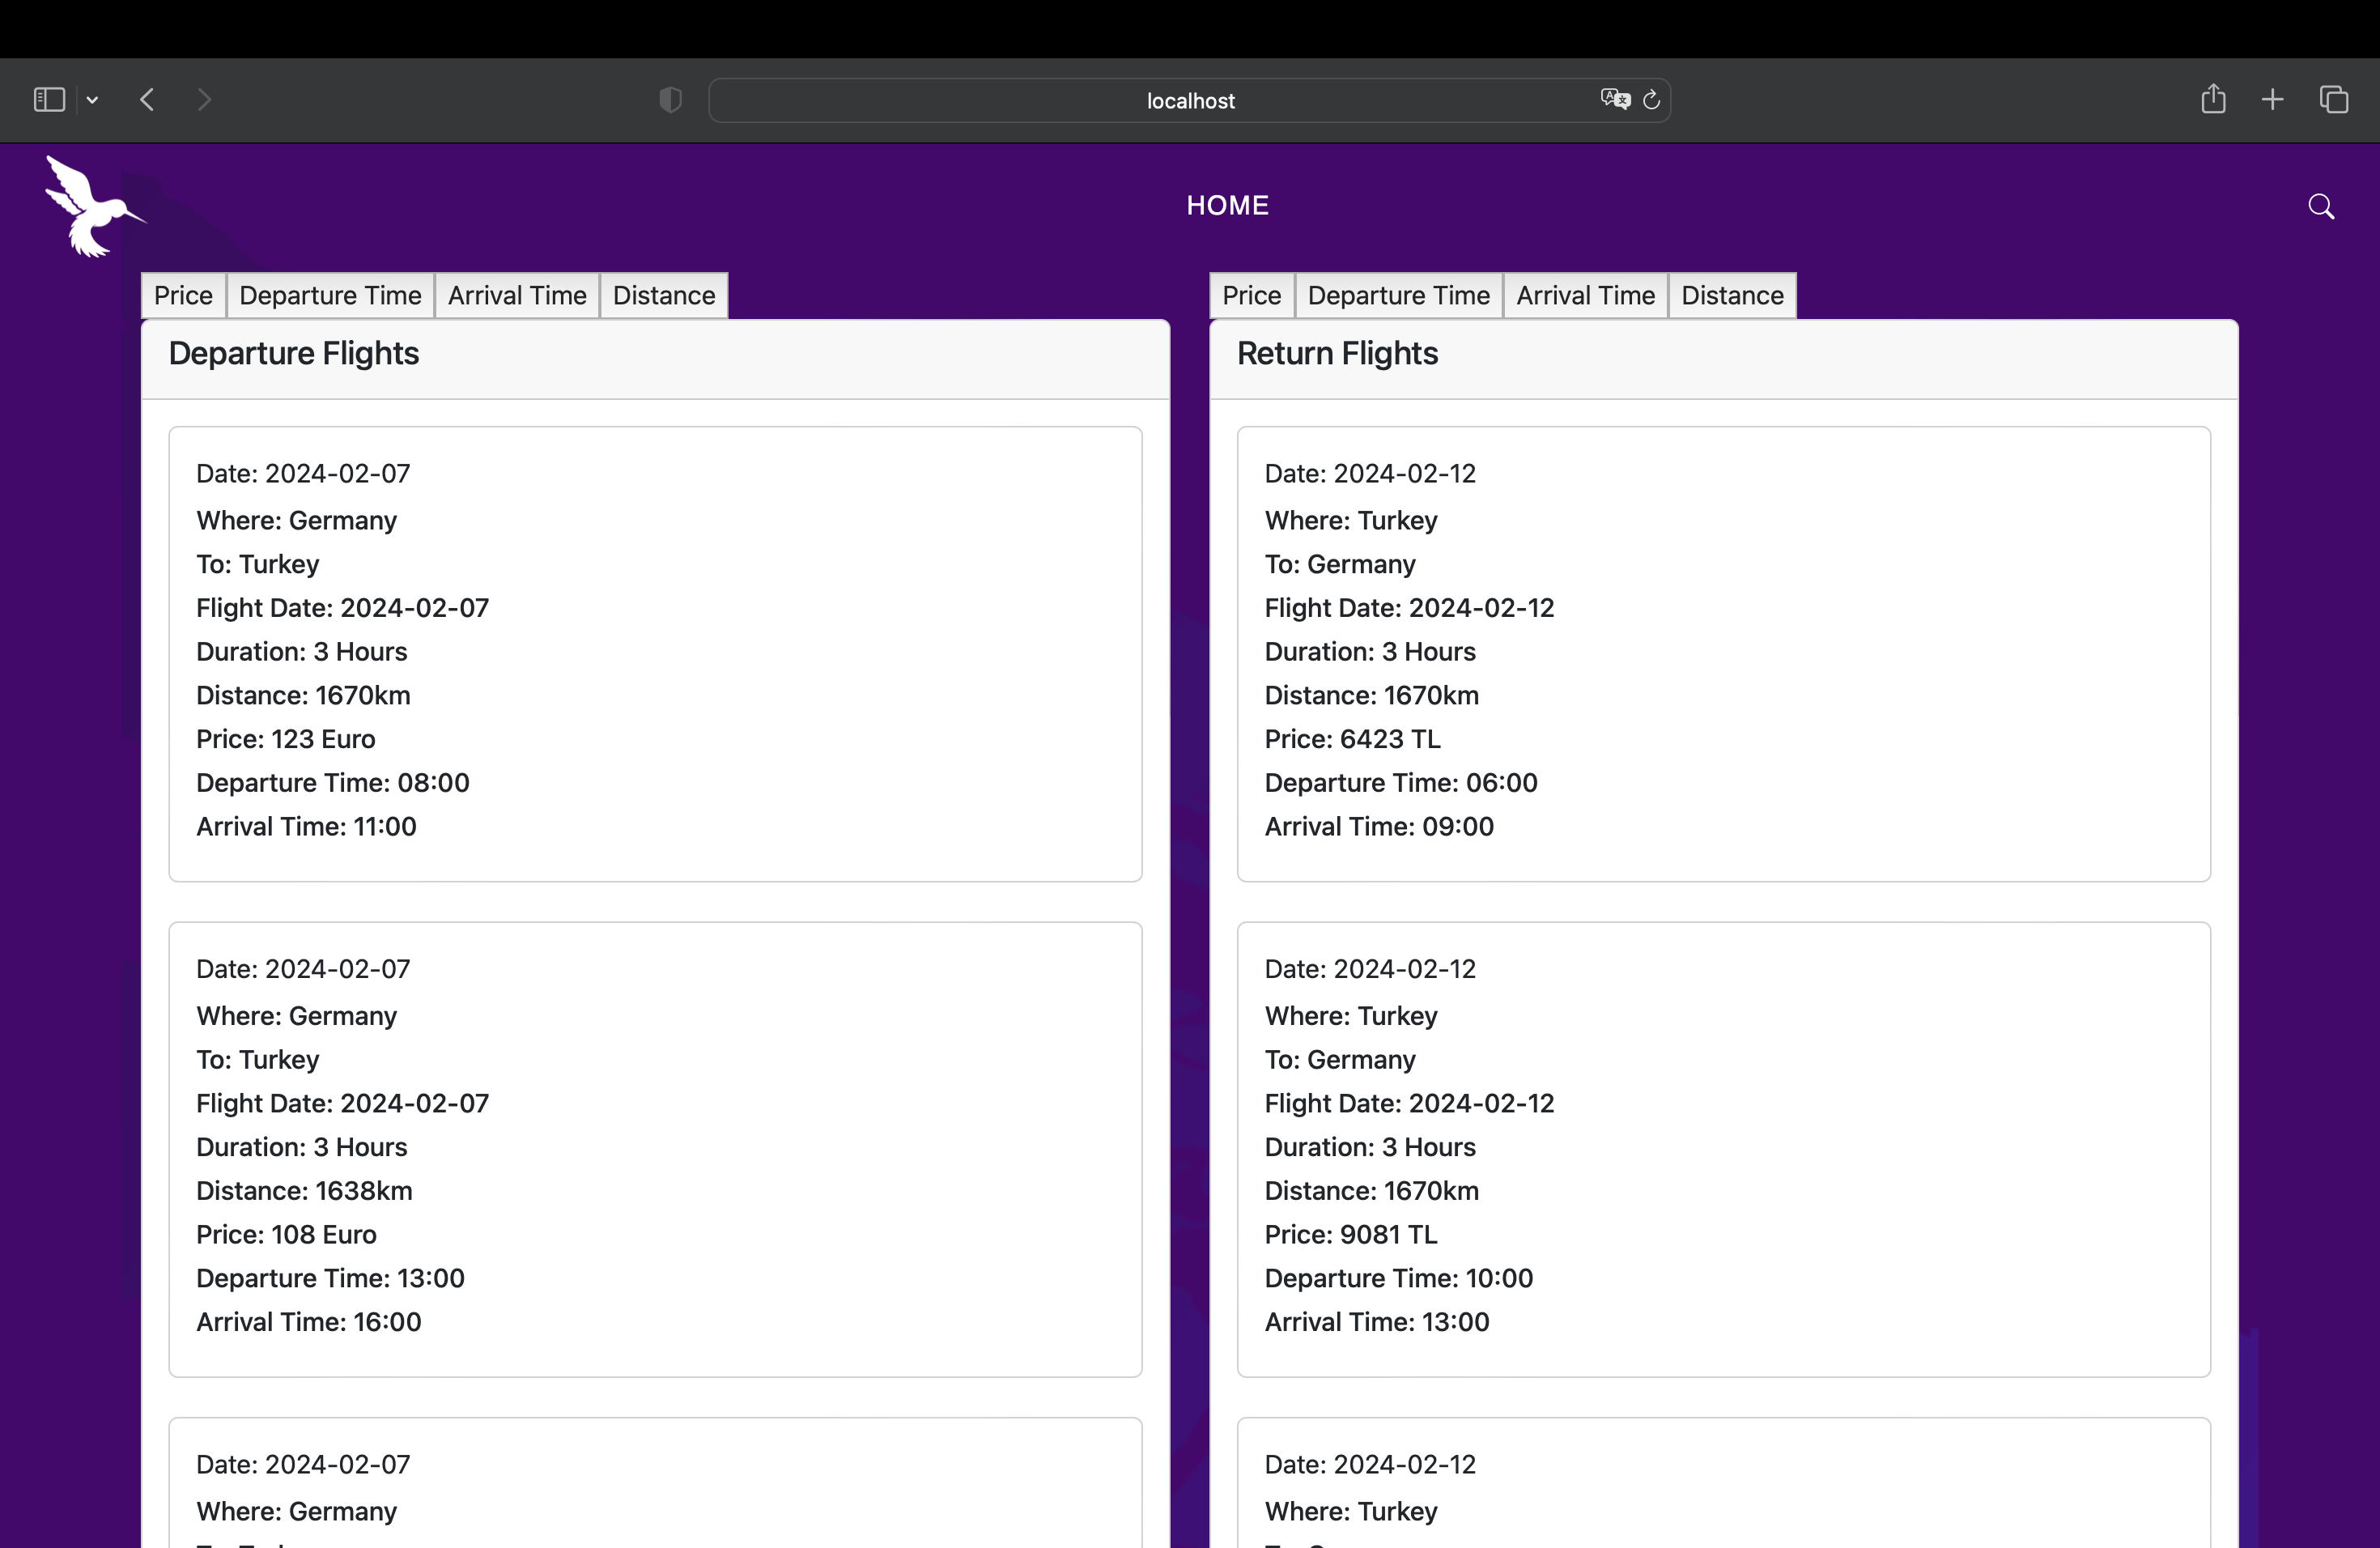 localhost
HOME
Price Departure Time Arrival Time Distance
Departure Flights
Date: 2024-02-07
Where: Germany
To: Turkey
Flight Date: 2024-02-07
Duration: 3 Hours
Distance: 1670km
Price: 123 Euro
Departure Time: 08:00
Arrival Time: 11:00
Date: 2024-02-07
Where: Germany
To: Turkey
Flight Date: 2024-02-07
Duration: 3 Hours
Distance: 1638km
Price: 108 Euro
Departure Time: 13:00
Arrival Time: 16:00
Date: 2024-02-07
Where: Germany
Price Departure Time Arrival Time Distance
Return Flights
Date: 2024-02-12
Where: Turkey
To: Germany
Flight Date: 2024-02-12
Duration: 3 Hours
Distance: 1670km
Price: 6423 TL
Departure Time: 06:00
Arrival Time: 09:00
Date: 2024-02-12
Where: Turkey
To: Germany
Flight Date: 2024-02-12
Duration: 3 Hours
Distance: 1670km
Price: 9081 TL
Departure Time: 10:00
Arrival Time: 13:00
Date: 2024-02-12
Where: Turkey